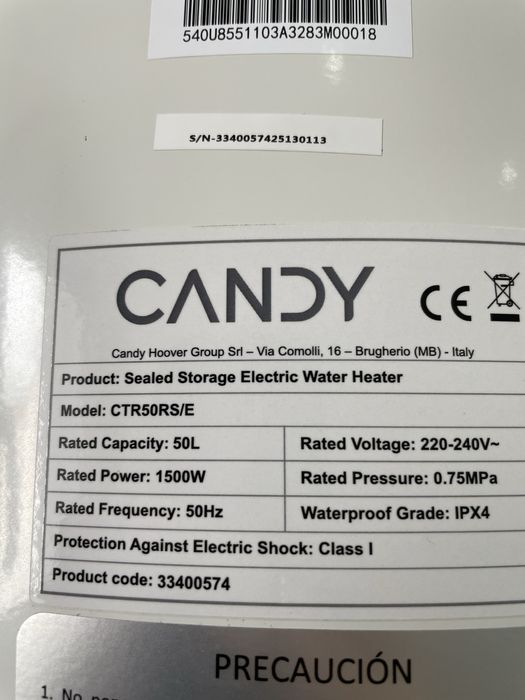 540U8551103A3283M00018
S/N-3340057425130113
CANDY CE
Candy Hoover Group Srl – Via Comolli, 16 – Brugherio (MB) - Italy
Product: Sealed Storage Electric Water Heater
Model: CTR50RS/E
Rated Capacity: 50L Rated Voltage: 220-240V~
Rated Power: 1500W Rated Pressure: 0.75MPa
Rated Frequency: 50Hz Waterproof Grade: IPX4
Protection Against Electric Shock: Class I
Product code: 33400574
PRECAUCIÓN
1. No